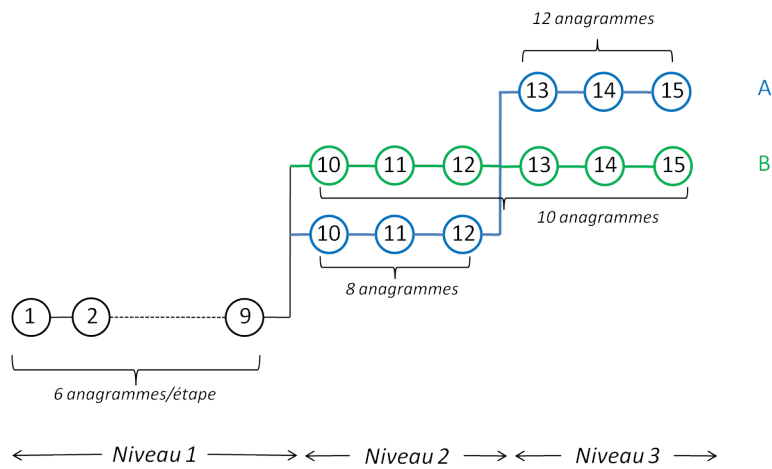 12 anagrammes
13 14 15 A
10 11 12 13 14 15 B
10 anagrammes
10 11 12
8 anagrammes
1 2 9
6 anagrammes/étape
Niveau 1 Niveau 2 Niveau 3